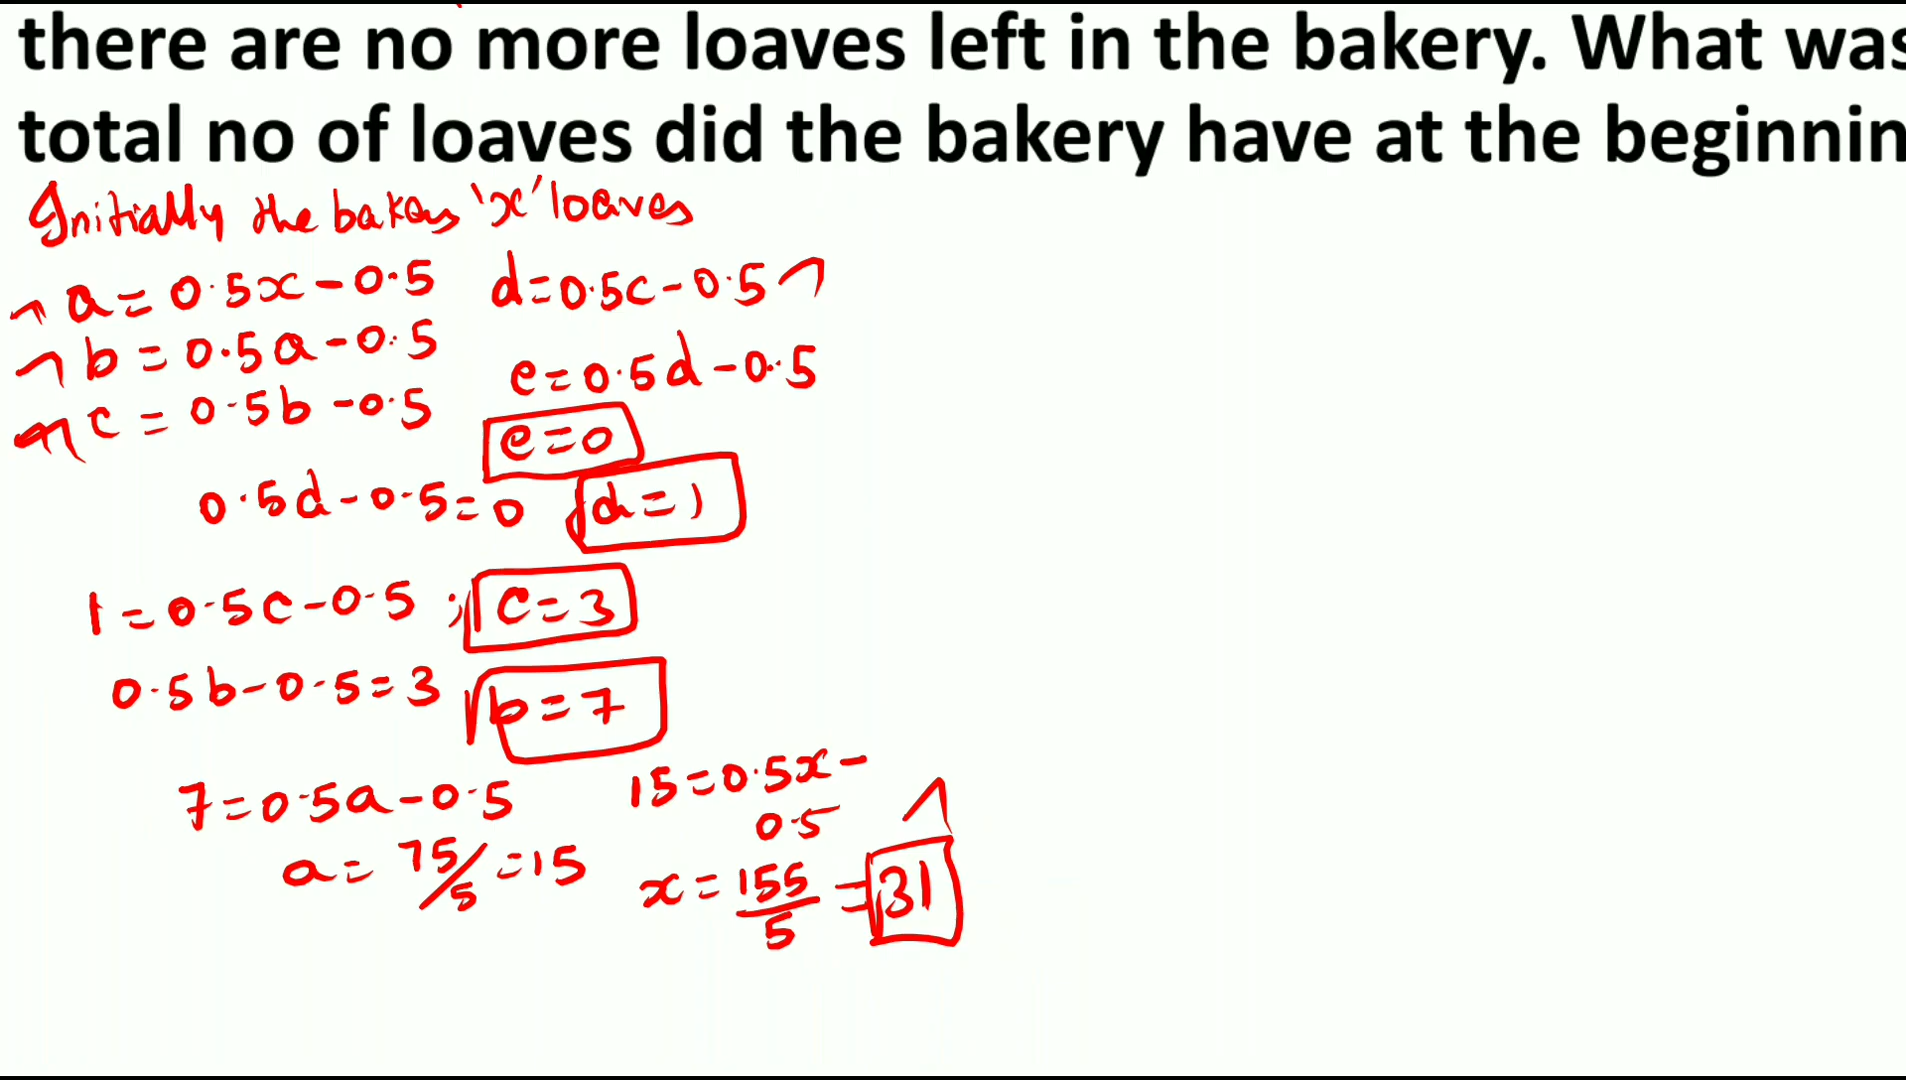 there are no more loaves left in the bakery. What was
total no of loaves did the bakery have at the beginnin
Initially the bakery 'x' loaves
a = 0.5x - 0.5 d = 0.5c - 0.5
b = 0.5a - 0.5
e = 0.5d - 0.5
c = 0.5b - 0.5
e = 0
0.5d - 0.5 = 0 d = 1
1 = 0.5c - 0.5 ; c = 3
0.5b - 0.5 = 3 b = 7
7 = 0.5a - 0.5 15 = 0.5x -
0.5
a = 75/5 = 15 x = 155/5 = 31